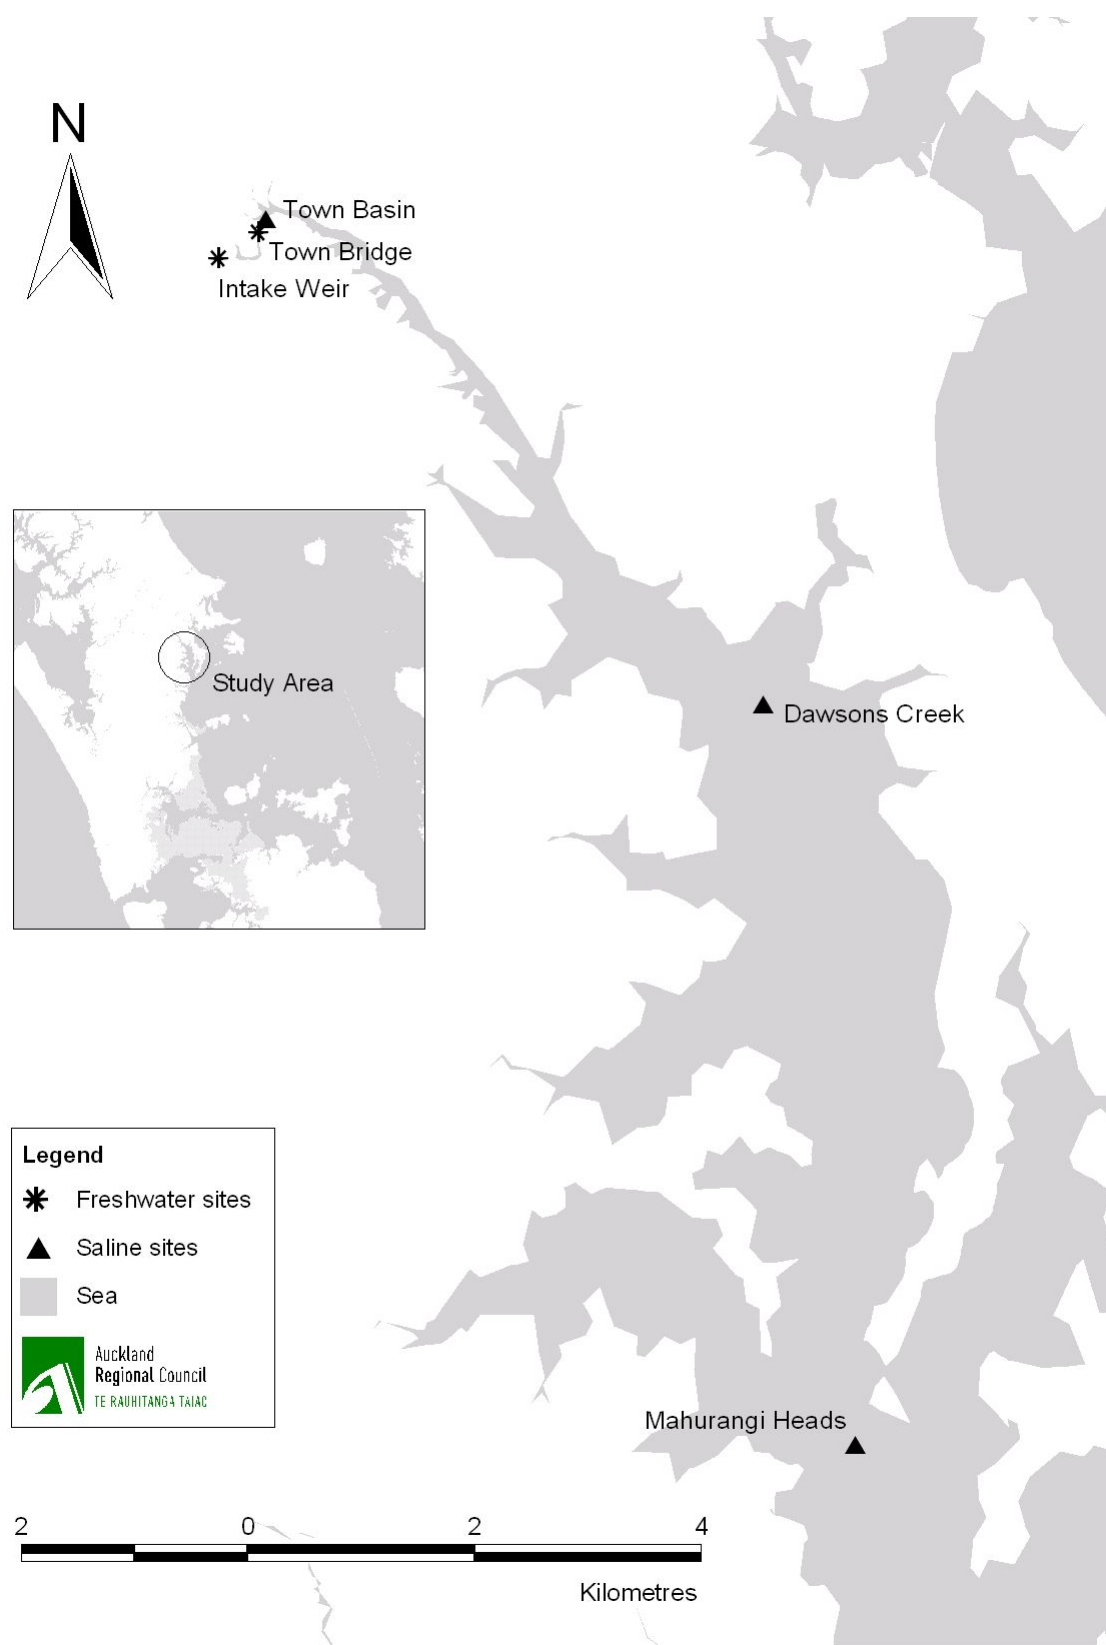 N
Town Basin
Town Bridge
Intake Weir
Study Area
Dawsons Creek
Legend
Freshwater sites
Saline sites
Sea
Auckland
Regional Council
TE RAUHITANGA TAIAO
Mahurangi Heads
2 0 2 4
Kilometres